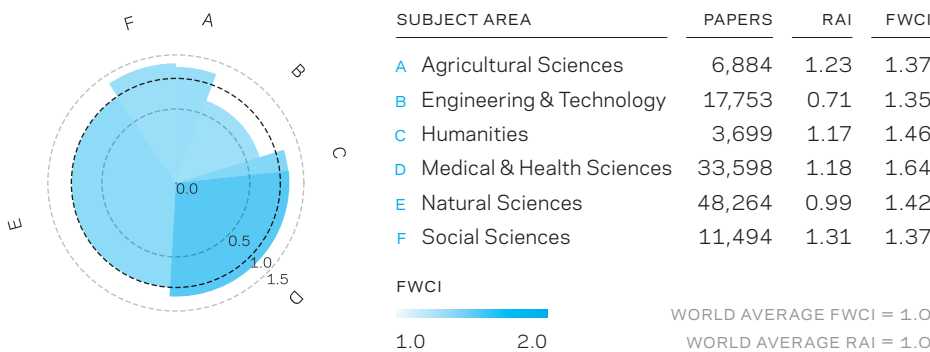 F
A
B
C
D
E
0.0
0.5
1.0
1.5
SUBJECT AREA PAPERS RAI FWCI
A Agricultural Sciences 6,884 1.23 1.37
B Engineering & Technology 17,753 0.71 1.35
C Humanities 3,699 1.17 1.46
D Medical & Health Sciences 33,598 1.18 1.64
E Natural Sciences 48,264 0.99 1.42
F Social Sciences 11,494 1.31 1.37
FWCI
1.0 2.0
WORLD AVERAGE FWCI = 1.0
WORLD AVERAGE RAI = 1.0